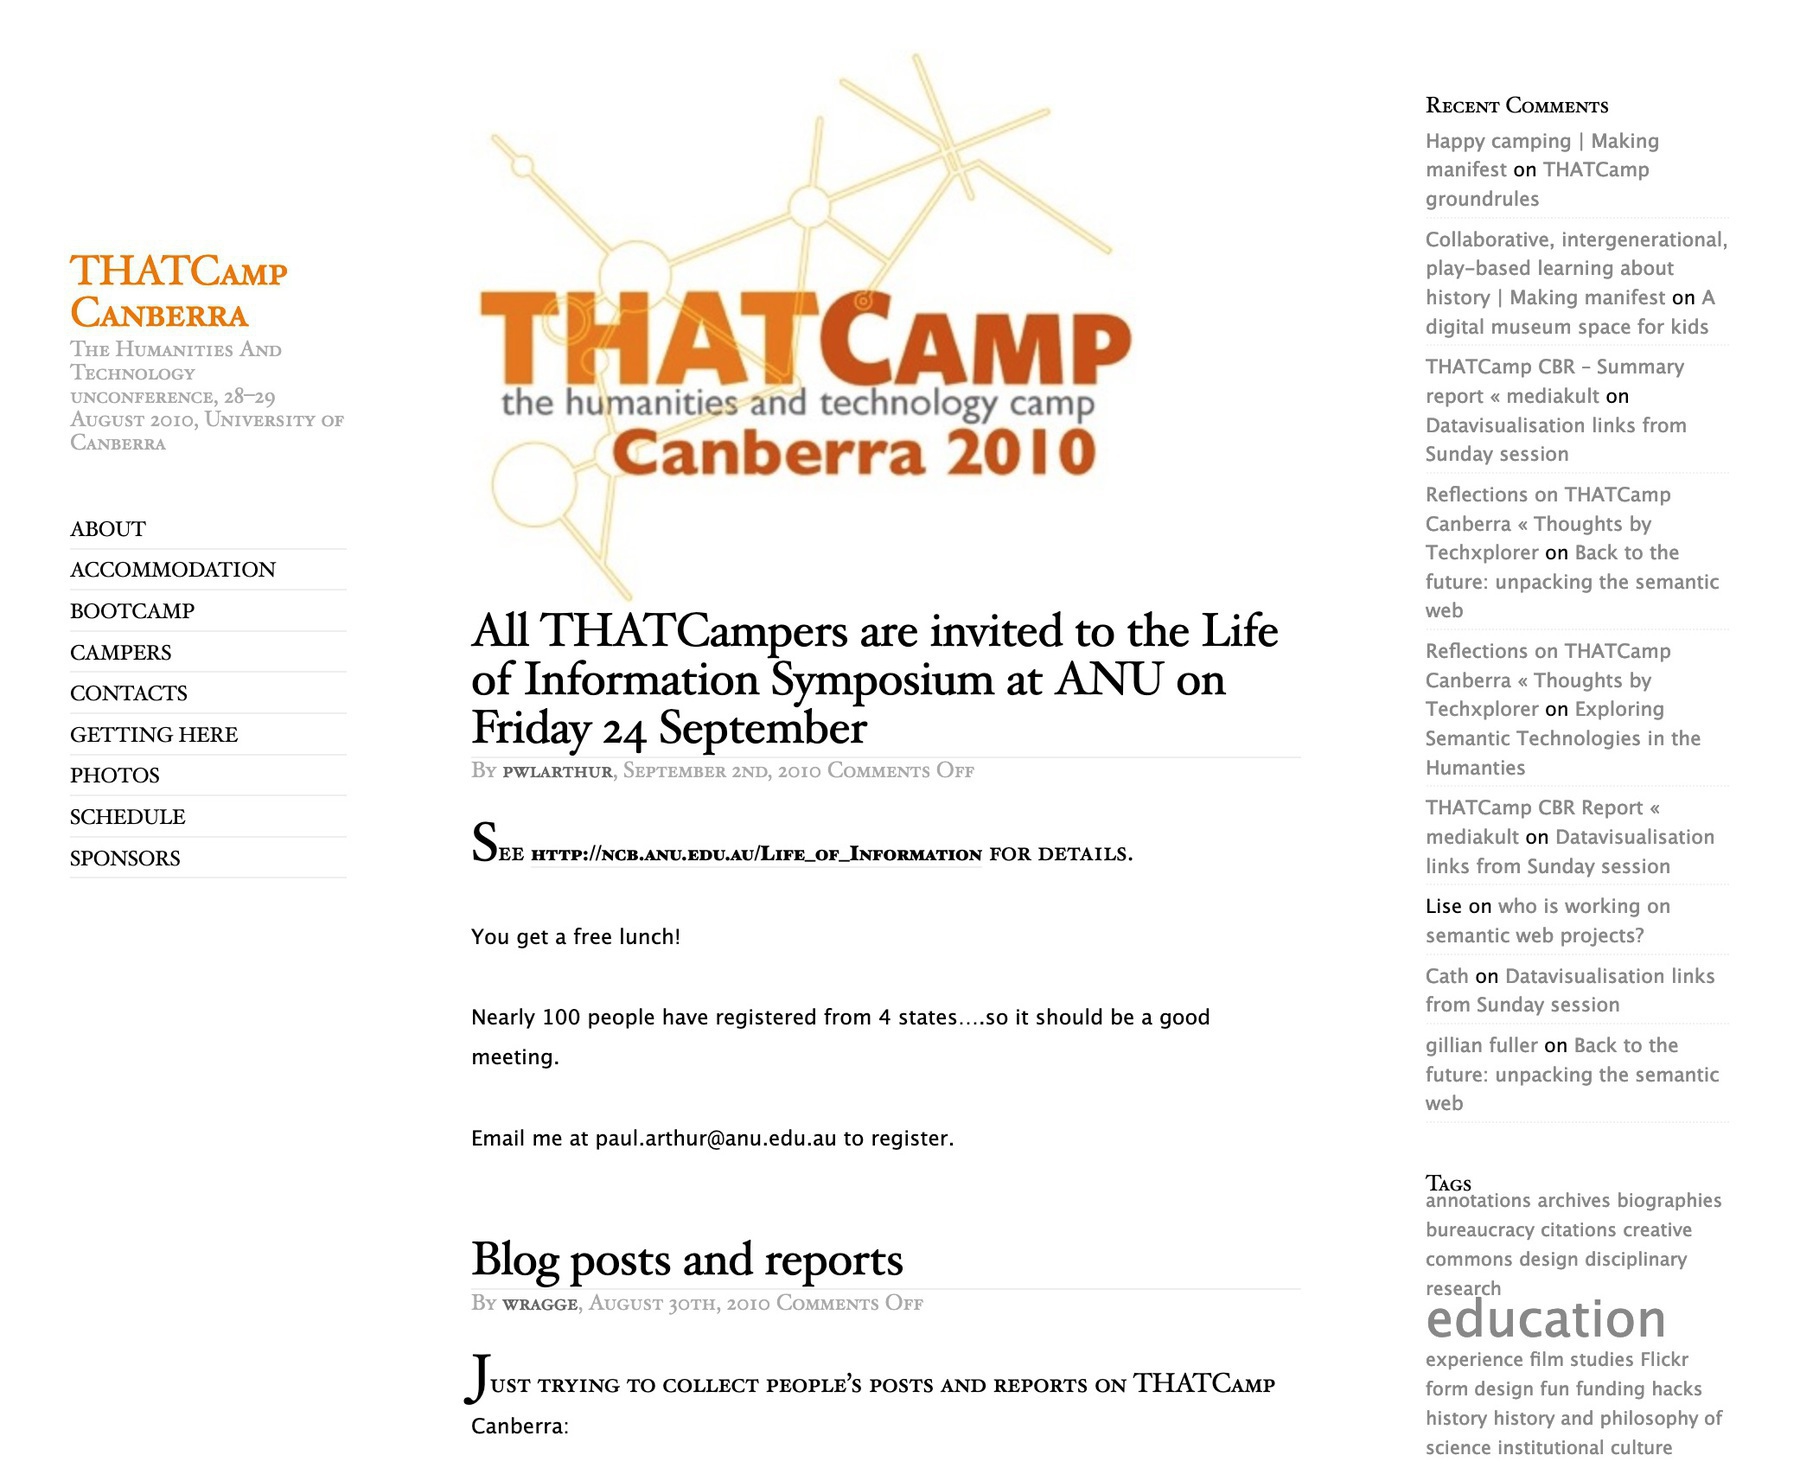 THATCamp
Canberra
The Humanities And
Technology
unconference, 28–29
August 2010, University of
Canberra
ABOUT
ACCOMMODATION
BOOTCAMP
CAMPERS
CONTACTS
GETTING HERE
PHOTOS
SCHEDULE
SPONSORS
THATCAMP
the humanities and technology camp
Canberra 2010
All THATCampers are invited to the Life
of Information Symposium at ANU on
Friday 24 September
By pwlarthur, September 2nd, 2010 Comments Off
See http://ncb.anu.edu.au/Life_of_Information for details.
You get a free lunch!
Nearly 100 people have registered from 4 states….so it should be a good
meeting.
Email me at paul.arthur@anu.edu.au to register.
Blog posts and reports
By wragge, August 30th, 2010 Comments Off
Just trying to collect people’s posts and reports on THATCamp
Canberra:
Recent Comments
Happy camping | Making
manifest on THATCamp
groundrules
Collaborative, intergenerational,
play-based learning about
history | Making manifest on A
digital museum space for kids
THATCamp CBR – Summary
report « mediakult on
Datavisualisation links from
Sunday session
Reflections on THATCamp
Canberra « Thoughts by
Techxplorer on Back to the
future: unpacking the semantic
web
Reflections on THATCamp
Canberra « Thoughts by
Techxplorer on Exploring
Semantic Technologies in the
Humanties
THATCamp CBR Report «
mediakult on Datavisualisation
links from Sunday session
Lise on who is working on
semantic web projects?
Cath on Datavisualisation links
from Sunday session
gillian fuller on Back to the
future: unpacking the semantic
web
Tags
annotations archives biographies
bureaucracy citations creative
commons design disciplinary
research
education
experience film studies Flickr
form design fun funding hacks
history history and philosophy of
science institutional culture